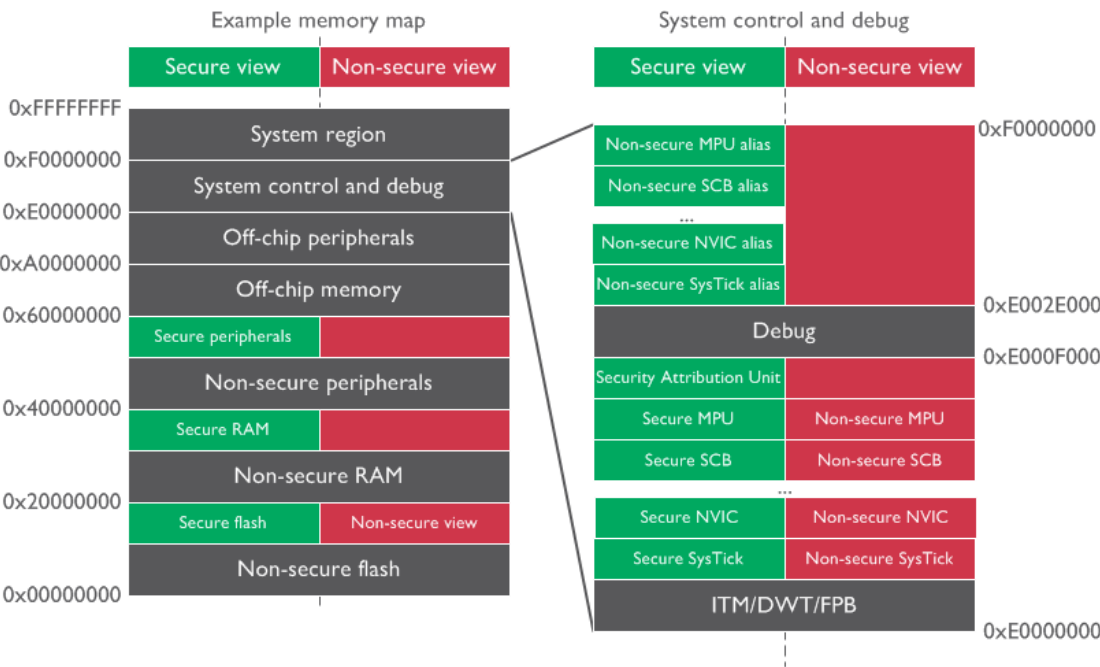 Example memory map
Secure view
Non-secure view
0xFFFFFFFF
System region
0xF0000000
System control and debug
0xE0000000
Off-chip peripherals
0xA0000000
Off-chip memory
0x60000000
Secure peripherals
Non-secure peripherals
0x40000000
Secure RAM
Non-secure RAM
0x20000000
Secure flash
Non-secure view
Non-secure flash
0x00000000
System control and debug
Secure view
Non-secure view
0xF0000000
Non-secure MPU alias
Non-secure SCB alias
...
Non-secure NVIC alias
Non-secure SysTick alias
0xE002E000
Debug
0xE000F000
Security Attribution Unit
Secure MPU
Non-secure MPU
Secure SCB
Non-secure SCB
...
Secure NVIC
Non-secure NVIC
Secure SysTick
Non-secure SysTick
ITM/DWT/FPB
0xE0000000